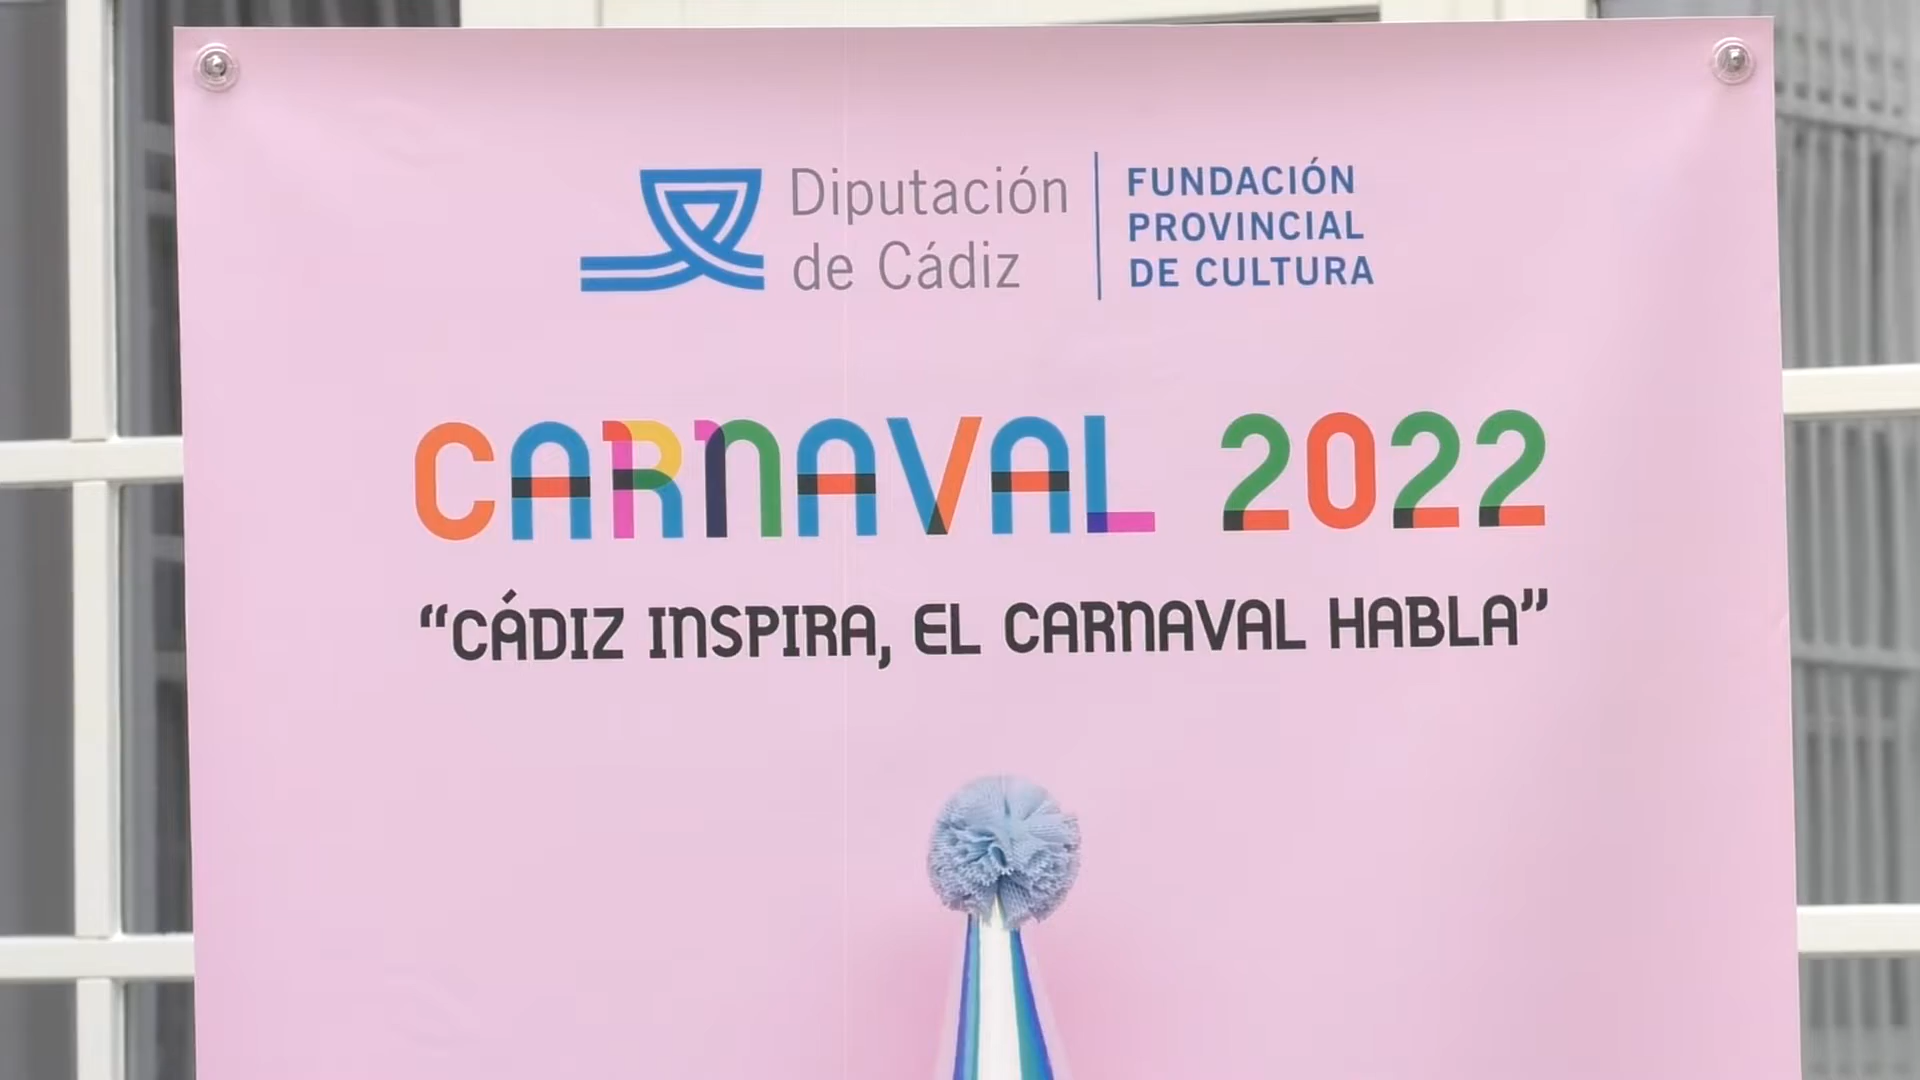 Diputación
de Cádiz
FUNDACIÓN
PROVINCIAL
DE CULTURA
CARNAVAL 2022
“CÁDIZ INSPIRA, EL CARNAVAL HABLA”